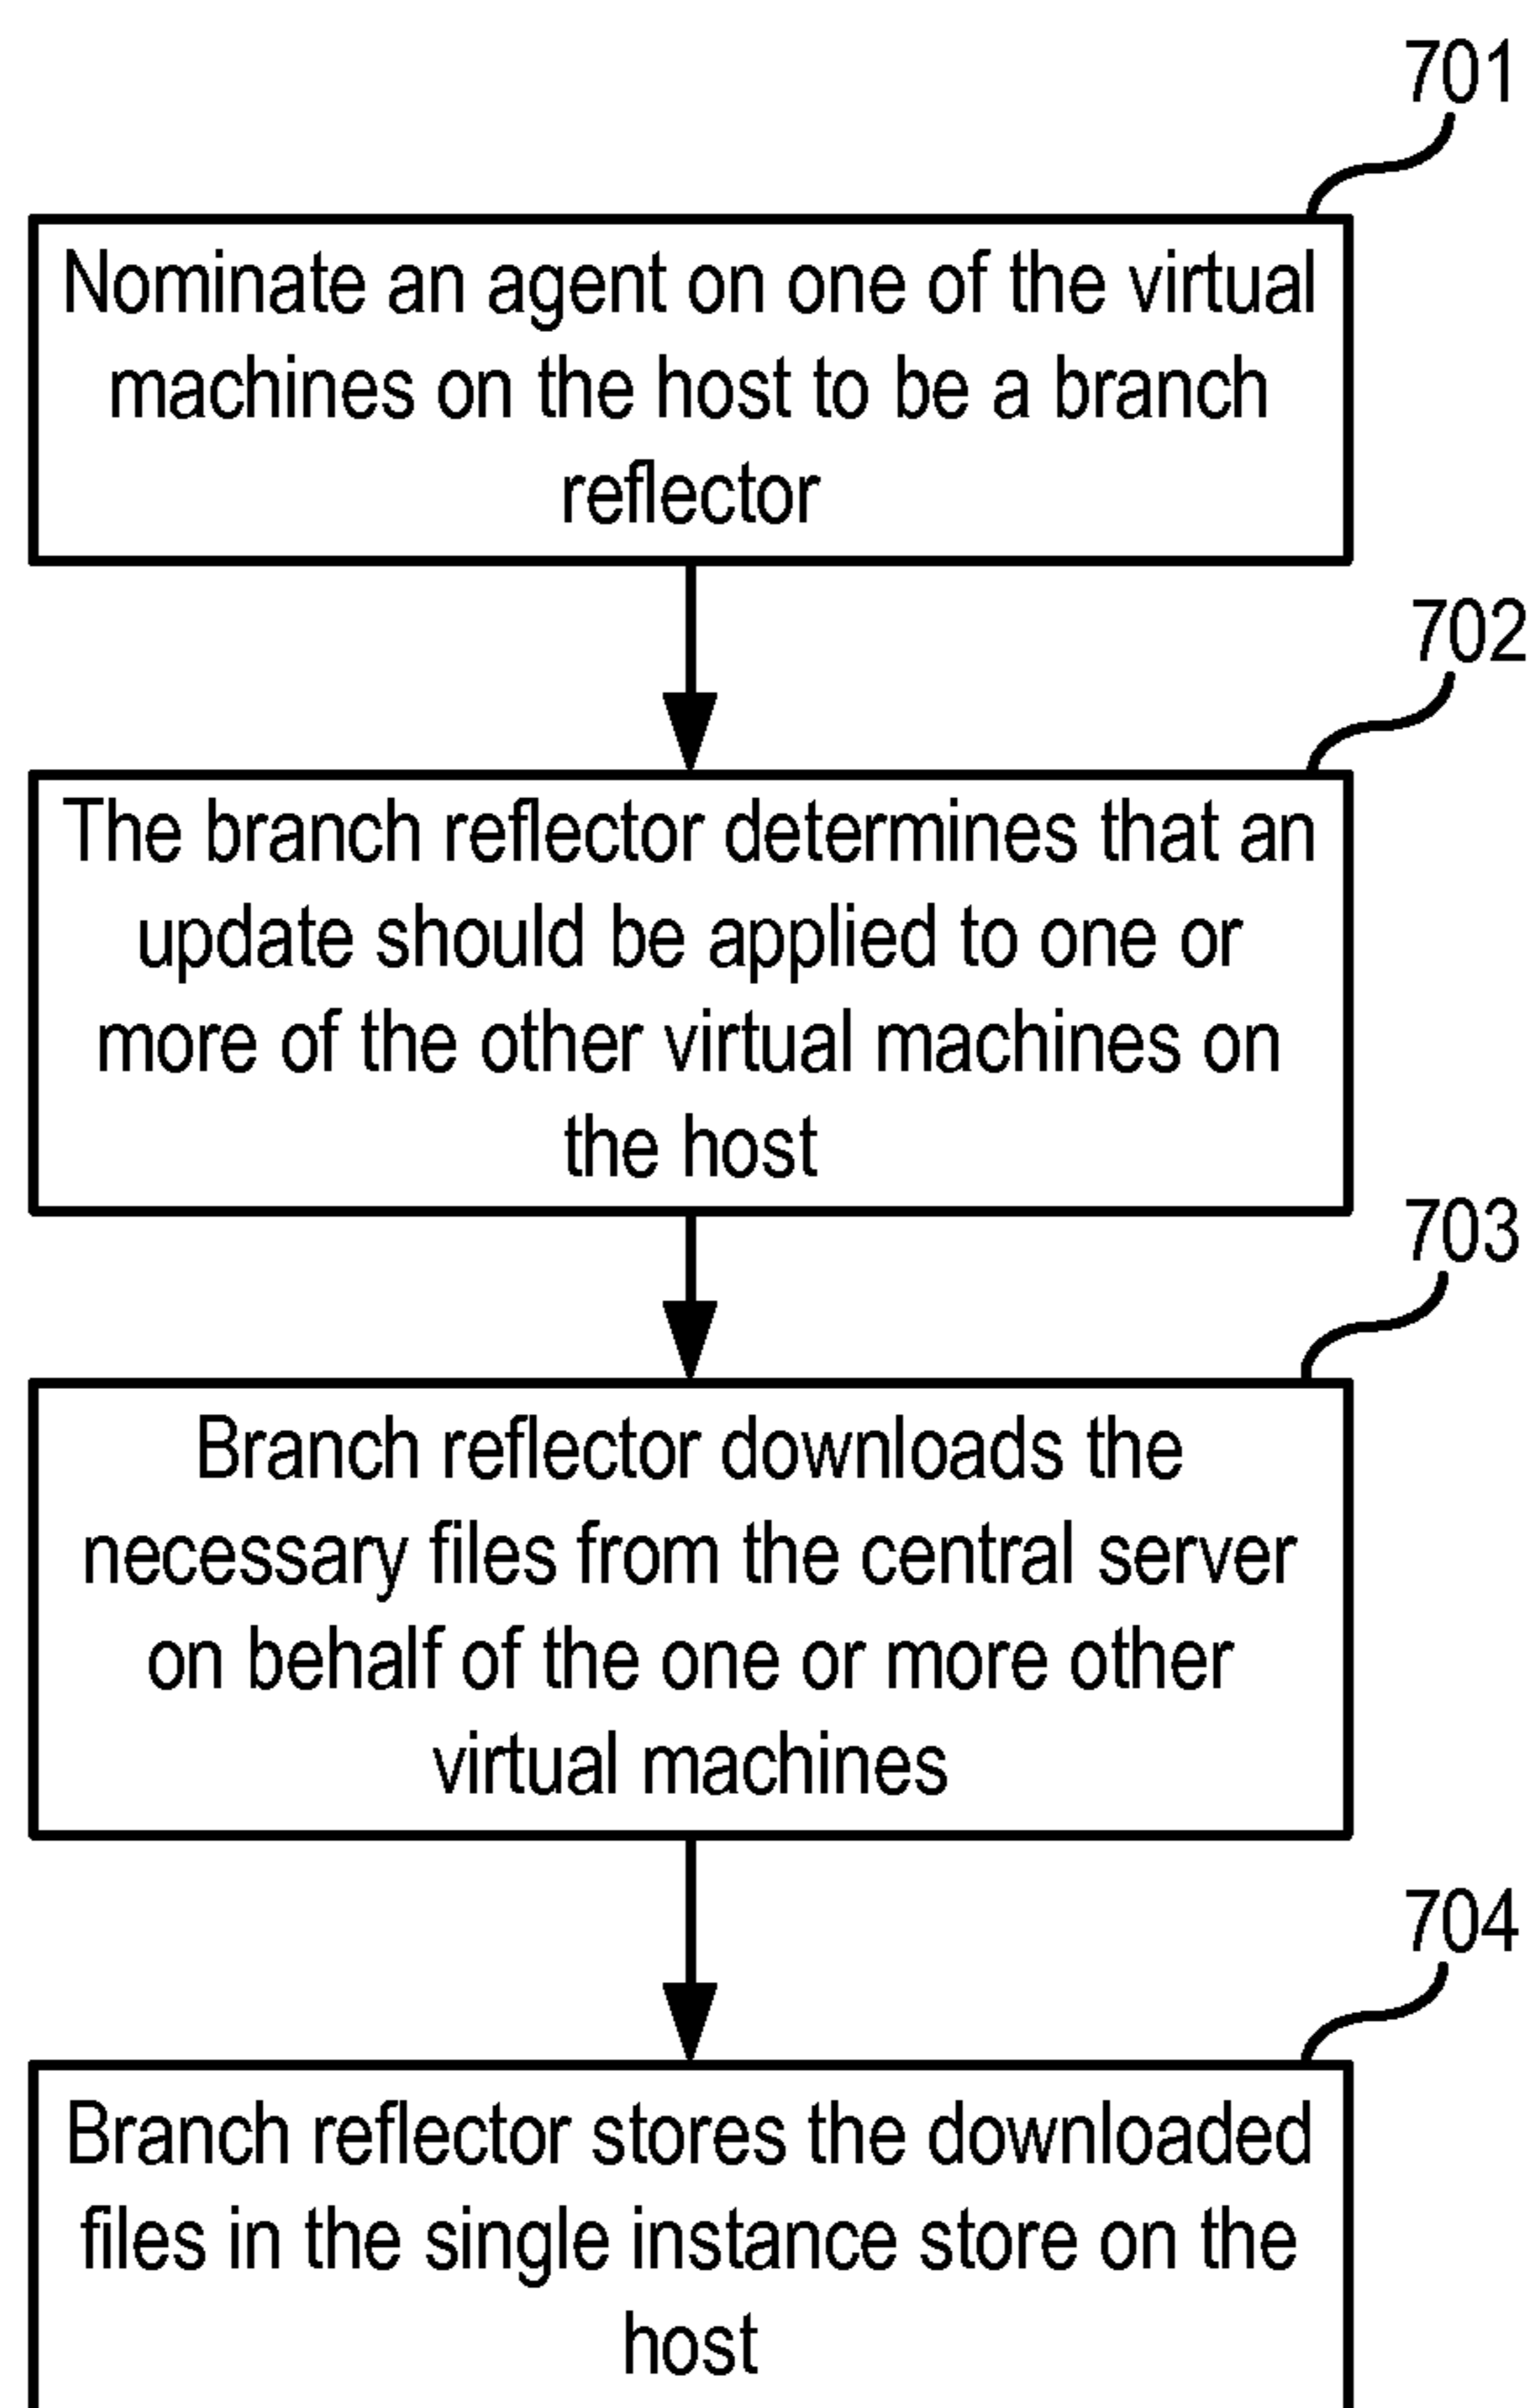 701
Nominate an agent on one of the virtual
machines on the host to be a branch
reflector
702
The branch reflector determines that an
update should be applied to one or
more of the other virtual machines on
the host
703
Branch reflector downloads the
necessary files from the central server
on behalf of the one or more other
virtual machines
704
Branch reflector stores the downloaded
files in the single instance store on the
host